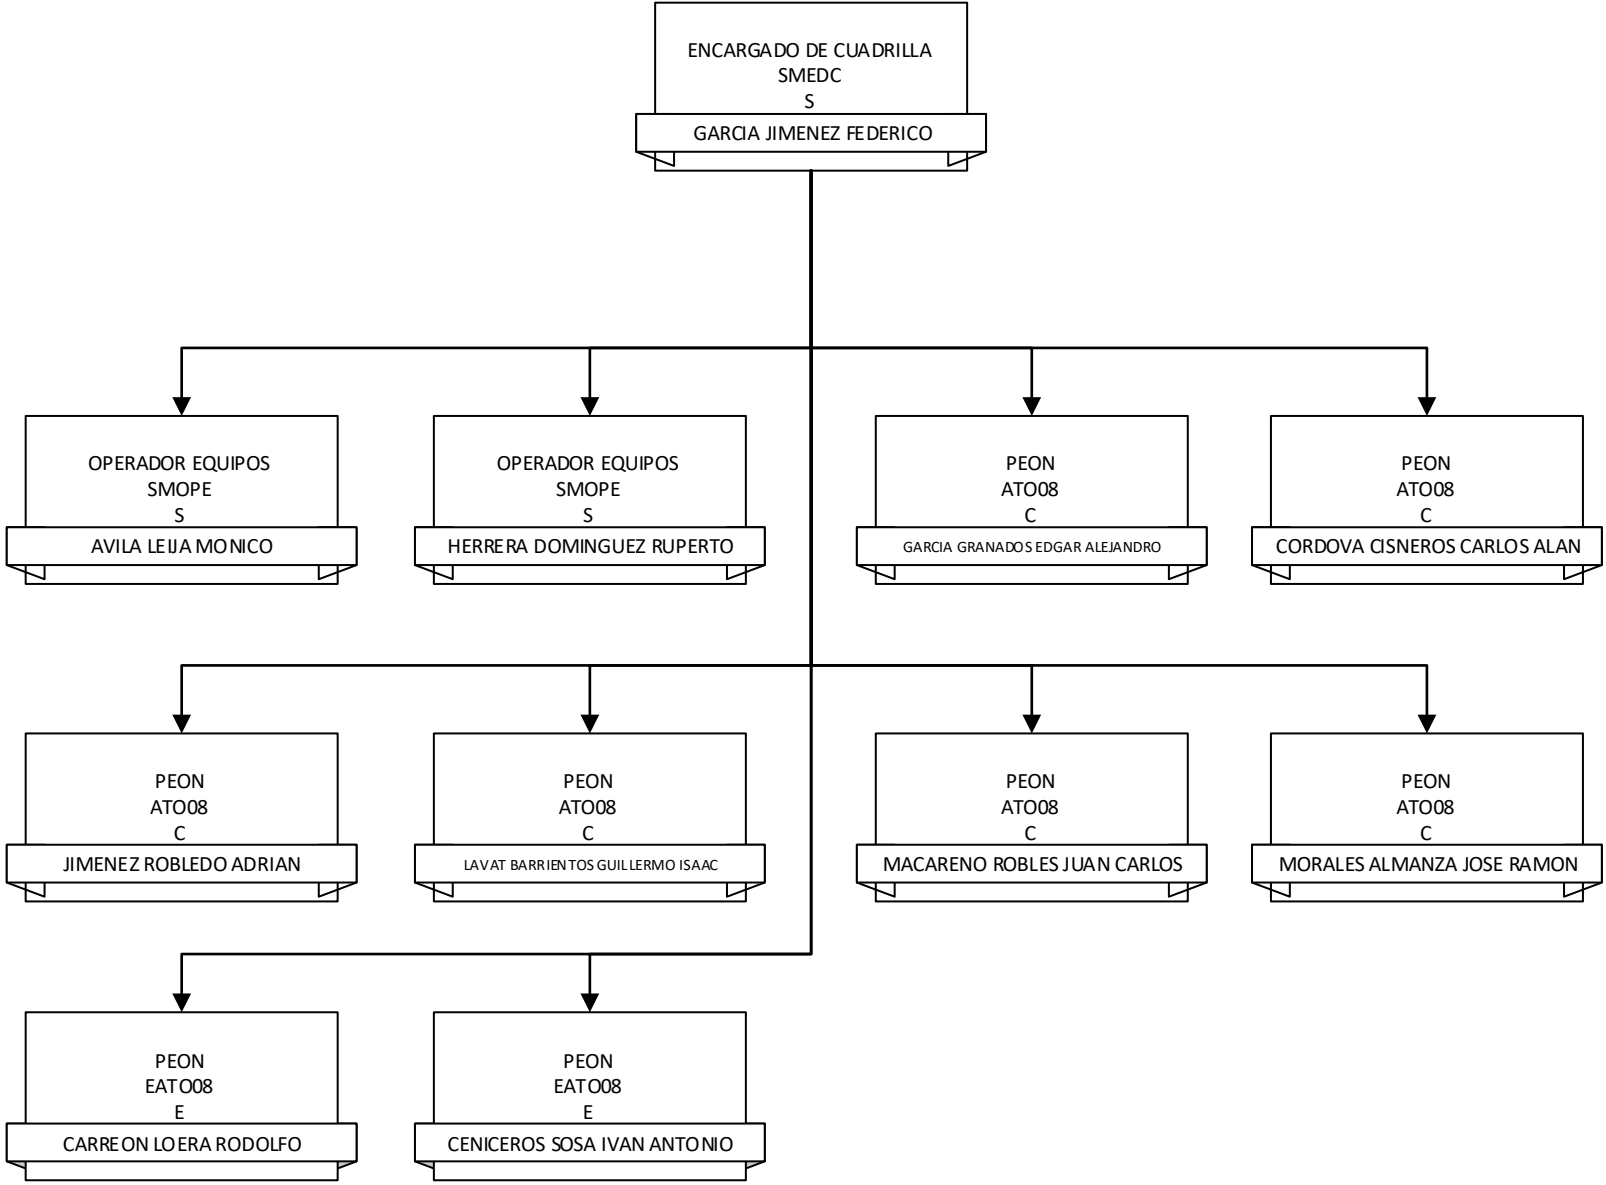 ENCARGADO DE CUADRILLA
SMEDC
S
GARCIA JIMENEZ FEDERICO
OPERADOR EQUIPOS
SMOPE
S
AVILA LEIJA MONICO
OPERADOR EQUIPOS
SMOPE
S
HERRERA DOMINGUEZ RUPERTO
PEON
ATO08
C
GARCIA GRANADOS EDGAR ALEJANDRO
PEON
ATO08
C
CORDOVA CISNEROS CARLOS ALAN
PEON
ATO08
C
JIMENEZ ROBLEDO ADRIAN
PEON
ATO08
C
LAVAT BARRIENTOS GUILLERMO ISAAC
PEON
ATO08
C
MACARENO ROBLES JUAN CARLOS
PEON
ATO08
C
MORALES ALMANZA JOSE RAMON
PEON
EATO08
E
CARREON LOERA RODOLFO
PEON
EATO08
E
CENICEROS SOSA IVAN ANTONIO